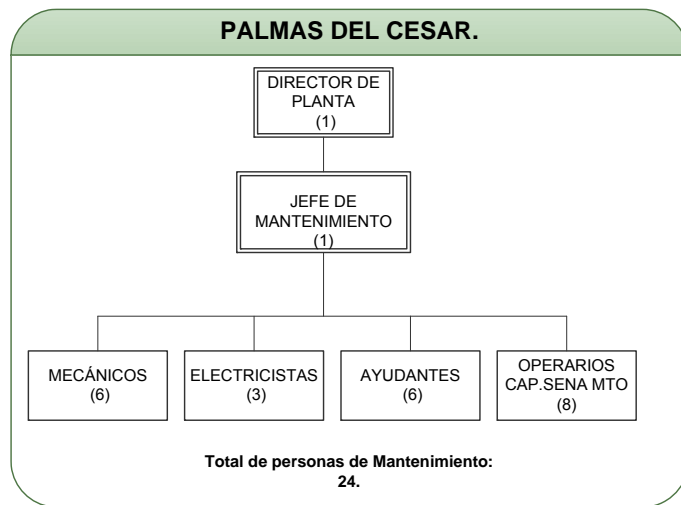 PALMAS DEL CESAR.
DIRECTOR DE
PLANTA
(1)
JEFE DE
MANTENIMIENTO
(1)
MECÁNICOS
(6)
ELECTRICISTAS
(3)
AYUDANTES
(6)
OPERARIOS
CAP.SENA MTO
(8)
Total de personas de Mantenimiento:
24.